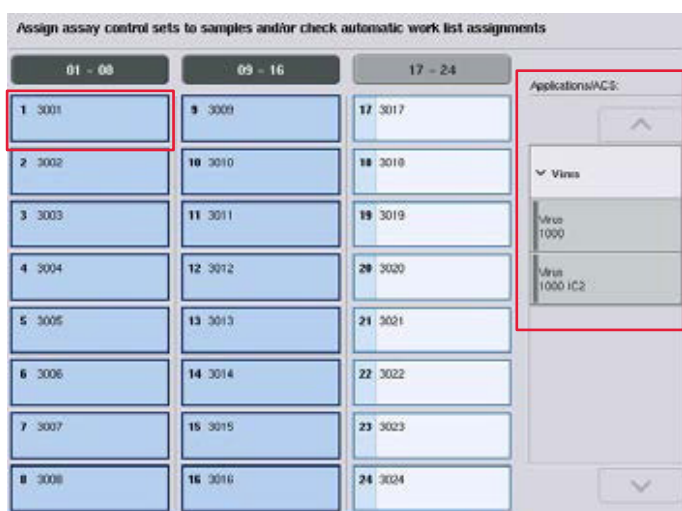 Assign assay control sets to samples and/or check automatic work list assignments
01 - 08
09 - 16
17 - 24
Applications/ACS:
1 3001
9 3009
17 3017
2 3002
10 3010
18 3018
Virus
3 3003
11 3011
19 3019
Virus
1000
4 3004
12 3012
20 3020
Virus
1000 IC2
5 3005
13 3013
21 3021
6 3006
14 3014
22 3022
7 3007
15 3015
23 3023
8 3008
16 3016
24 3024